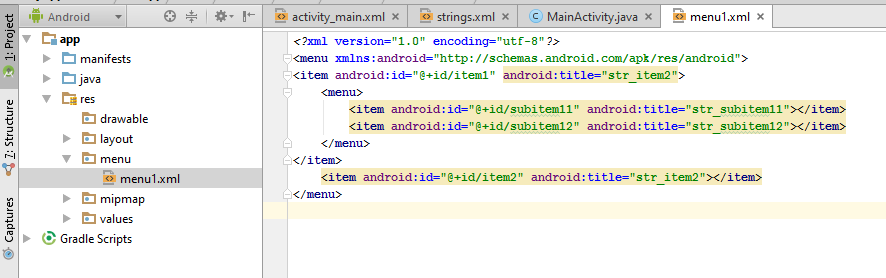 Android
activity_main.xml
strings.xml
MainActivity.java
menu1.xml
1: Project
7: Structure
Captures
app
manifests
java
res
drawable
layout
menu
menu1.xml
mipmap
values
Gradle Scripts
<?xml version="1.0" encoding="utf-8"?>
<menu xmlns:android="http://schemas.android.com/apk/res/android">
<item android:id="@+id/item1" android:title="str_item2">
<menu>
<item android:id="@+id/subitem11" android:title="str_subitem11"></item>
<item android:id="@+id/subitem12" android:title="str_subitem12"></item>
</menu>
</item>
<item android:id="@+id/item2" android:title="str_item2"></item>
</menu>